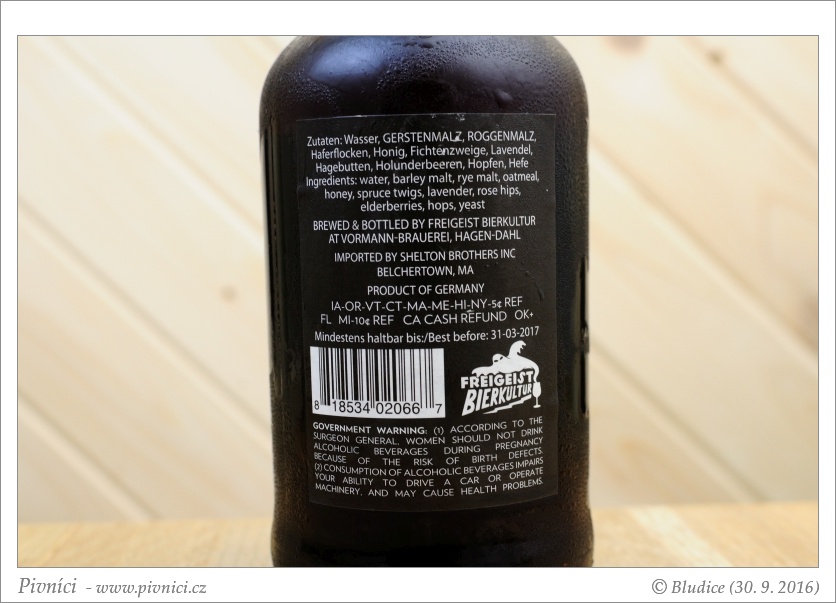 Zutaten: Wasser, GERSTENMALZ, ROGGENMALZ,
Haferflocken, Honig, Fichtenzweige, Lavendel,
Hagebutten, Holunderbeeren, Hopfen, Hefe
Ingredients: water, barley malt, rye malt, oatmeal,
honey, spruce twigs, lavender, rose hips,
elderberries, hops, yeast
BREWED & BOTTLED BY FREIGEIST BIERKULTUR
AT VORMANN-BRAUEREI, HAGEN-DAHL
IMPORTED BY SHELTON BROTHERS INC
BELCHERTOWN, MA
PRODUCT OF GERMANY
IA-OR-VT-CT-MA-ME-HI-NY-5¢ REF
FL MI-10¢ REF CA CASH REFUND OK+
Mindestens haltbar bis:/Best before: 31-03-2017
8 18534 02066 7
FREIGEIST
BIERKULTUR
GOVERNMENT WARNING: (1) ACCORDING TO THE
SURGEON GENERAL, WOMEN SHOULD NOT DRINK
ALCOHOLIC BEVERAGES DURING PREGNANCY
BECAUSE OF THE RISK OF BIRTH DEFECTS.
(2) CONSUMPTION OF ALCOHOLIC BEVERAGES IMPAIRS
YOUR ABILITY TO DRIVE A CAR OR OPERATE
MACHINERY, AND MAY CAUSE HEALTH PROBLEMS.
Pivníci - www.pivnici.cz
© Bludice (30. 9. 2016)